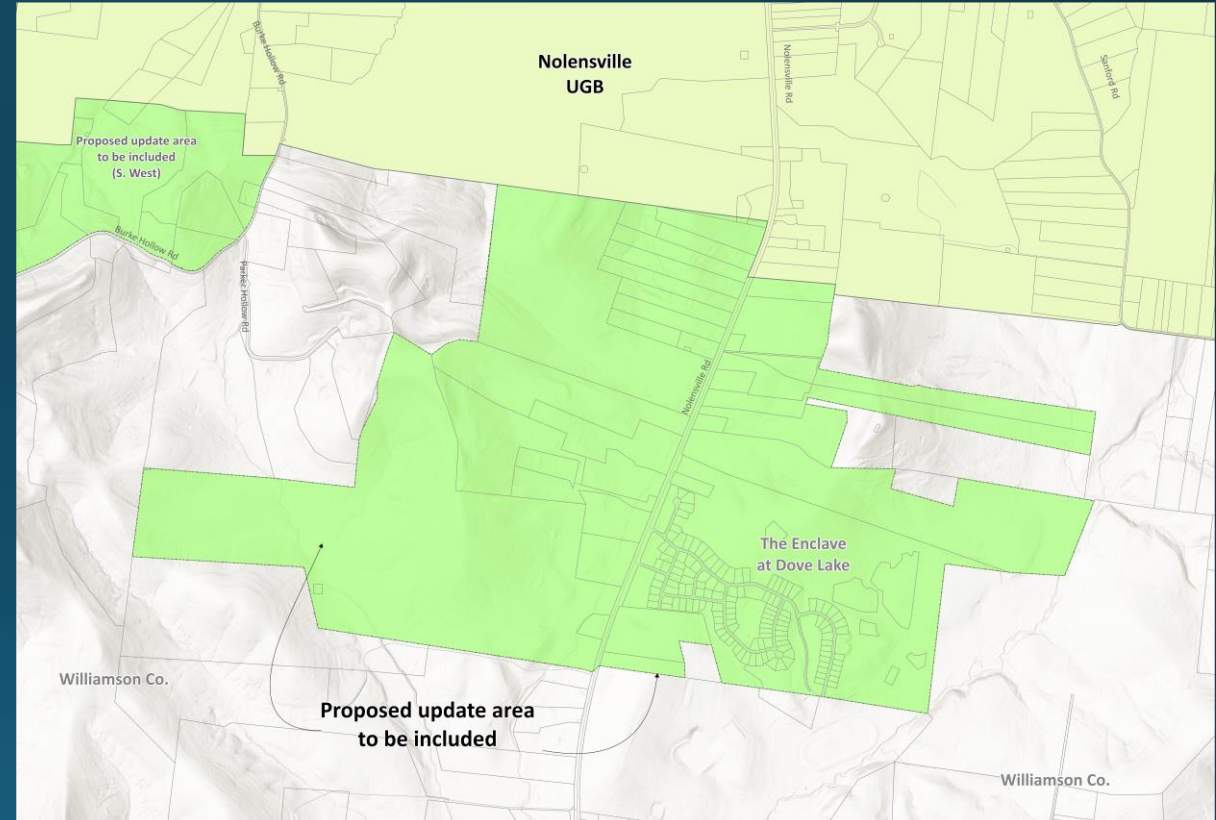 Burke Hollow Rd
Nolensville
UGB
Nolensville Rd
Sanford Rd
Proposed update area
to be included
(S. West)
Burke Hollow Rd
Parker Hollow Rd
Nolensville Rd
The Enclave
at Dove Lake
Williamson Co.
Proposed update area
to be included
Williamson Co.